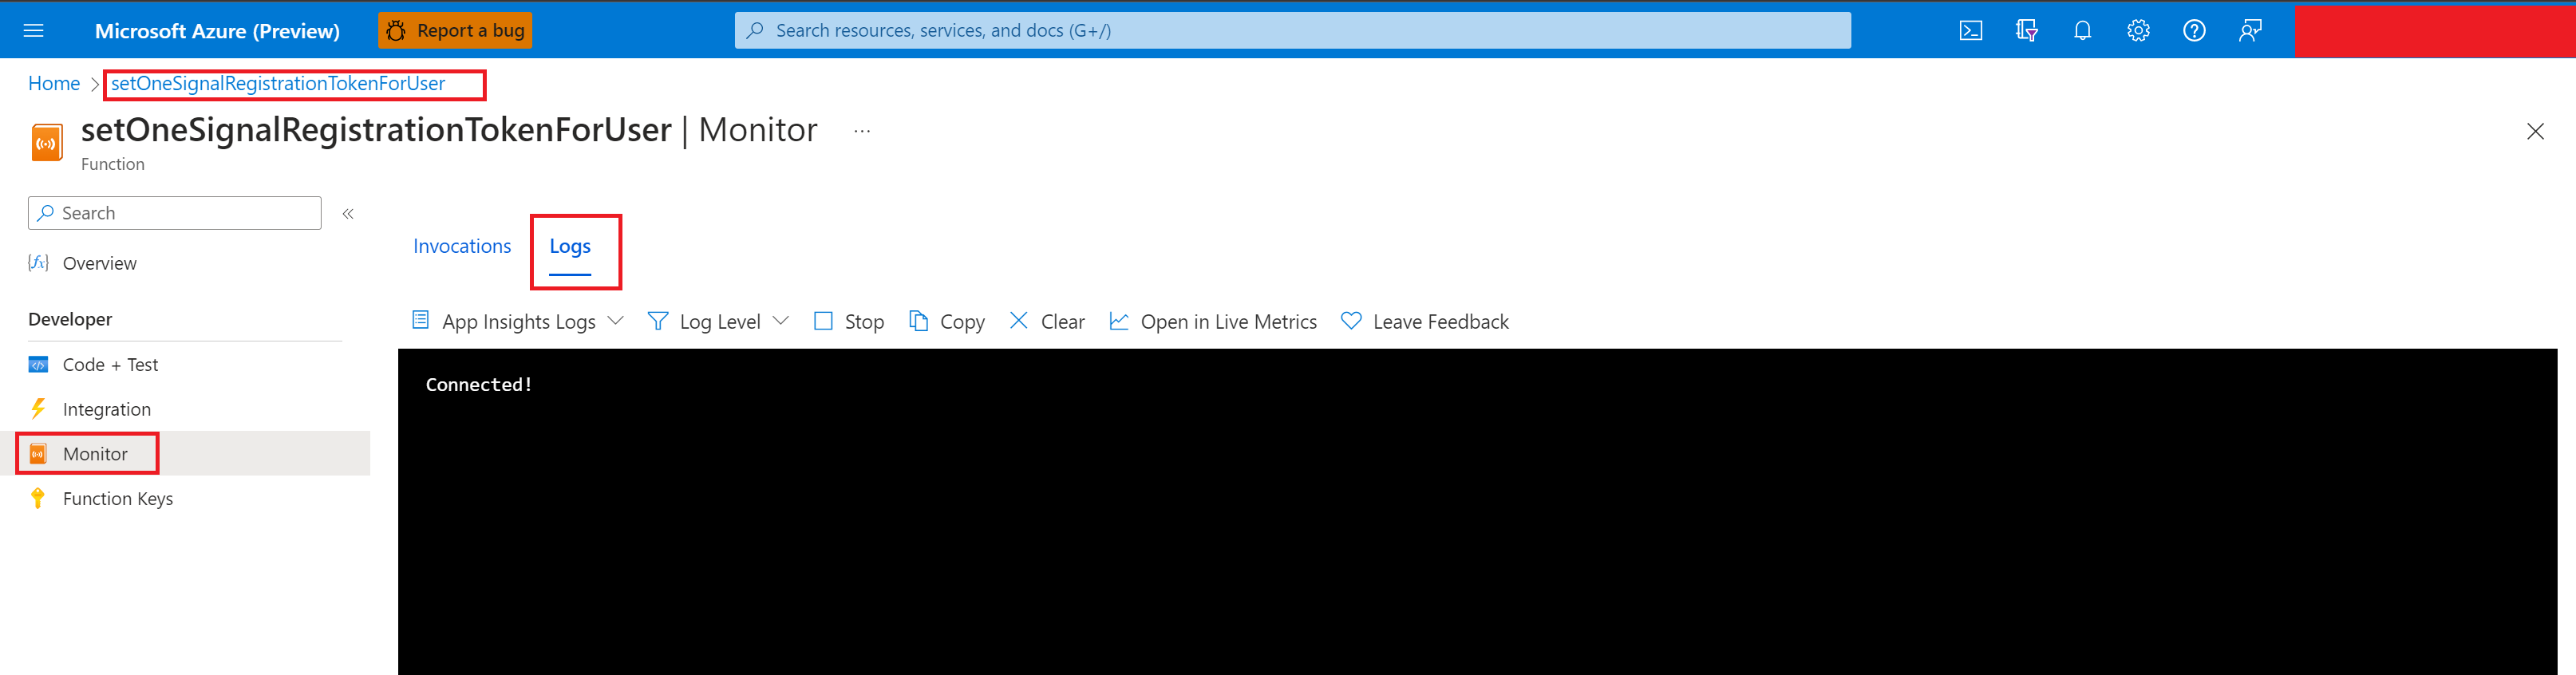 Microsoft Azure (Preview)
Report a bug
Search resources, services, and docs (G+/)
Home
setOneSignalRegistrationTokenForUser
setOneSignalRegistrationTokenForUser | Monitor
...
Function
Search
Overview
Developer
Code + Test
Integration
Monitor
Function Keys
Invocations
Logs
App Insights Logs
Log Level
Stop
Copy
Clear
Open in Live Metrics
Leave Feedback
Connected!